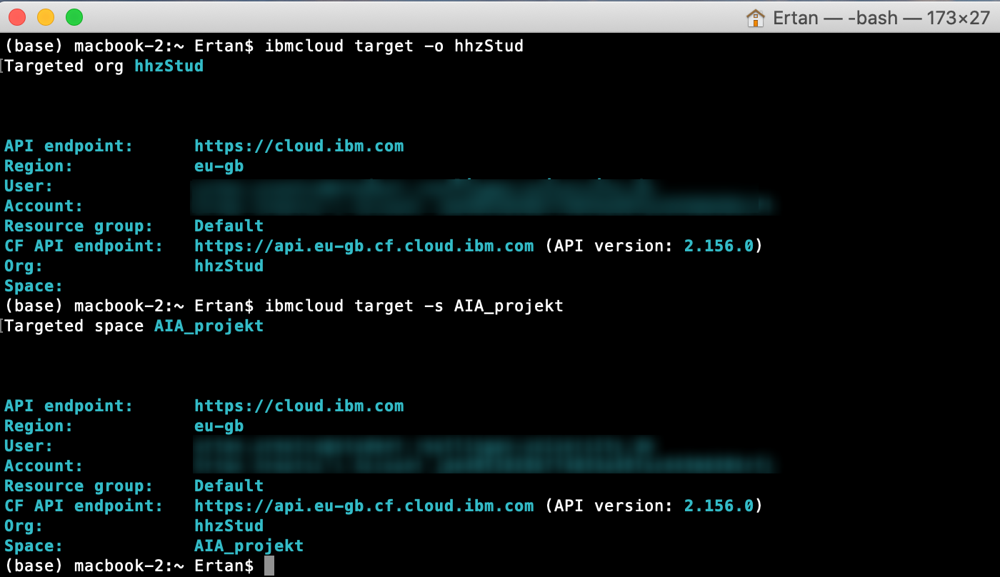 Ertan — -bash — 173×27
(base) macbook-2:~ Ertan$ ibmcloud target -o hhzStud
[Targeted org hhzStud
API endpoint:      https://cloud.ibm.com
Region:            eu-gb
User:
Account:
Resource group:    Default
CF API endpoint:   https://api.eu-gb.cf.cloud.ibm.com (API version: 2.156.0)
Org:               hhzStud
Space:
(base) macbook-2:~ Ertan$ ibmcloud target -s AIA_projekt
[Targeted space AIA_projekt
API endpoint:      https://cloud.ibm.com
Region:            eu-gb
User:
Account:
Resource group:    Default
CF API endpoint:   https://api.eu-gb.cf.cloud.ibm.com (API version: 2.156.0)
Org:               hhzStud
Space:             AIA_projekt
(base) macbook-2:~ Ertan$